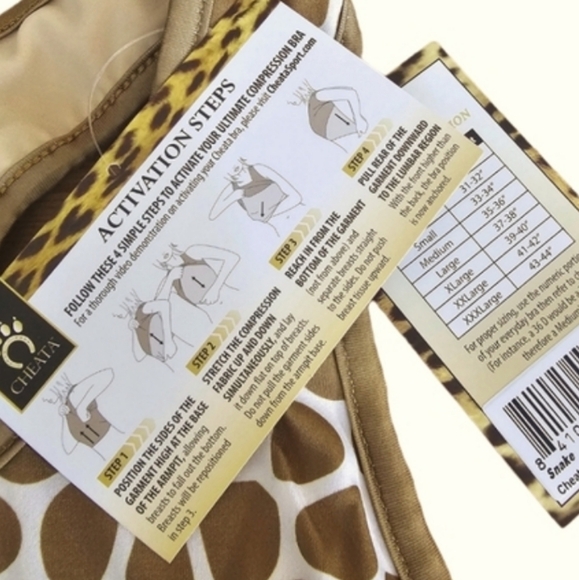 ACTIVATION STEPS
FOLLOW THESE 4 SIMPLE STEPS TO ACTIVATE YOUR ULTIMATE COMPRESSION BRA
For a thorough video demonstration on activating your Cheata bra, please visit CheataSport.com
CHEATA
STEP 1
POSITION THE SIDES OF THE
GARMENT HIGH AT THE BASE
OF THE ARMPIT, allowing
breasts to fall out the bottom.
Breasts will be repositioned
in step 3.
STEP 2
STRETCH THE COMPRESSION
FABRIC UP AND DOWN
SIMULTANEOUSLY, and lay
it down flat on top of breasts.
Do not pull the garment sides
down from the armpit base.
STEP 3
REACH IN FROM THE
BOTTOM OF THE GARMENT
(not from above) and
separate breasts straight
to the sides. Do not push
breast tissue upward.
STEP 4
PULL REAR OF THE
GARMENT DOWNWARD
TO THE LUMBAR REGION
With the front higher than
the back, the bra position
is now anchored.
31-32"
33-34"
Small 35-36"
Medium 37-38"
Large 39-40"
XLarge 41-42"
XXLarge 43-44"
XXXLarge
For proper sizing, use the numeric portion
of your everyday bra then refer to
(For instance, a 36 D would be
therefore a Medium
8 410
Snake
Chea